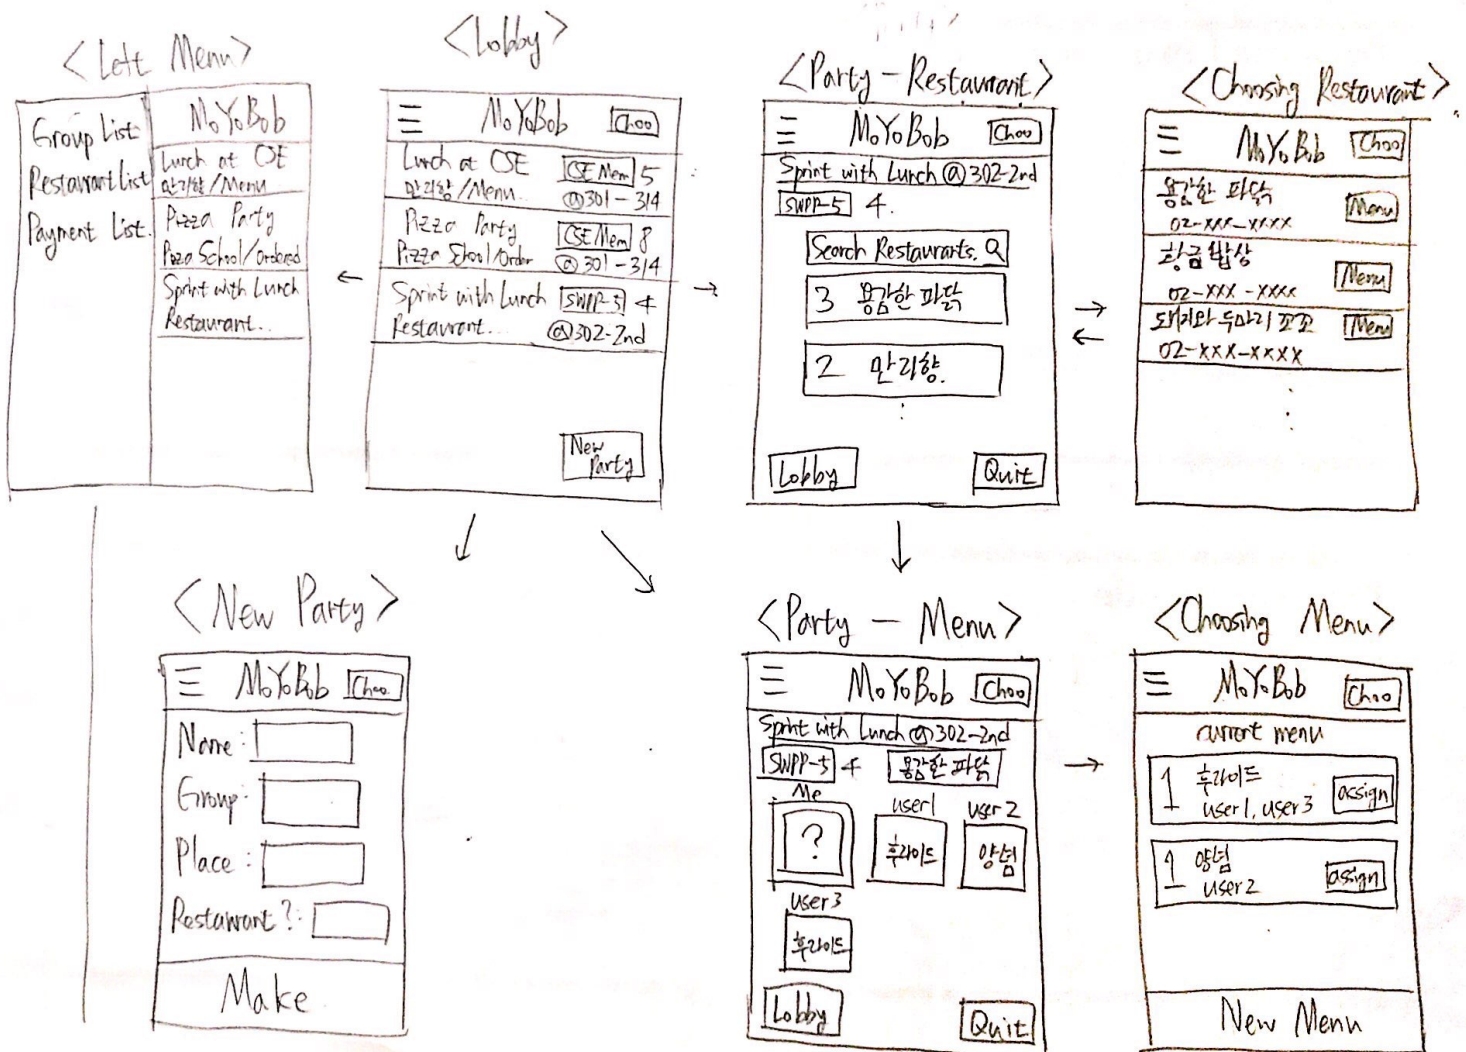 <Left Menu>
Group List
Restaurant List
Payment List.
MoYoBob
Lunch at CSE
만리향/Menu
Pizza Party
Pizza School/Ordered
Sprint with Lunch
Restaurant...
<Lobby>
☰ MoYoBob Choo
Lunch at CSE CSE Mem 5
만리향/Menu... @301-314
Pizza Party CSE Mem 8
Pizza School/Order @301-314
Sprint with Lunch SWPP-5 4
Restaurant... @302-2nd
New Party
<Party - Restaurant>
☰ MoYoBob Choo
Sprint with Lunch @302-2nd
SWPP-5 4.
Search Restaurants.
3 용감한 파닭
2 만리향.
Lobby Quit
<Choosing Restaurant>
☰ MoYoBob Choo
용감한 파닭 Menu
02-xxx-xxxx
황금밥상 Menu
02-xxx-xxxx
돼지와 두마리 꼬꼬 Menu
02-xxx-xxxx
<New Party>
☰ MoYoBob Choo
Name:
Group:
Place:
Restaurant?:
Make
<Party - Menu>
☰ MoYoBob Choo
Sprint with Lunch @302-2nd
SWPP-5 4 용감한 파닭
Me user1 user2
? 후라이드 양념
user3
후라이드
Lobby Quit
<Choosing Menu>
☰ MoYoBob Choo
current menu
1 후라이드 assign
user1, user3
1 양념 assign
user2
New Menu